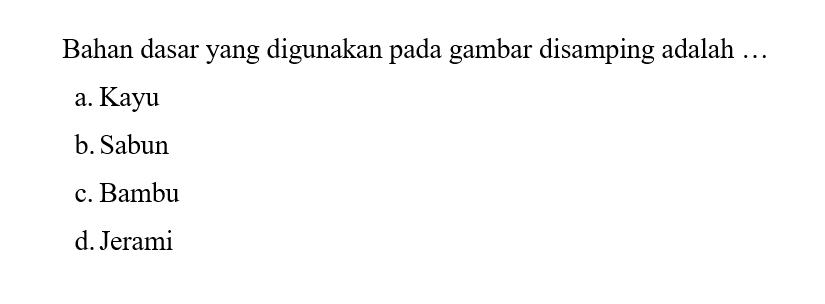 Bahan dasar yang digunakan pada gambar disamping adalah …
a. Kayu
b. Sabun
c. Bambu
d. Jerami